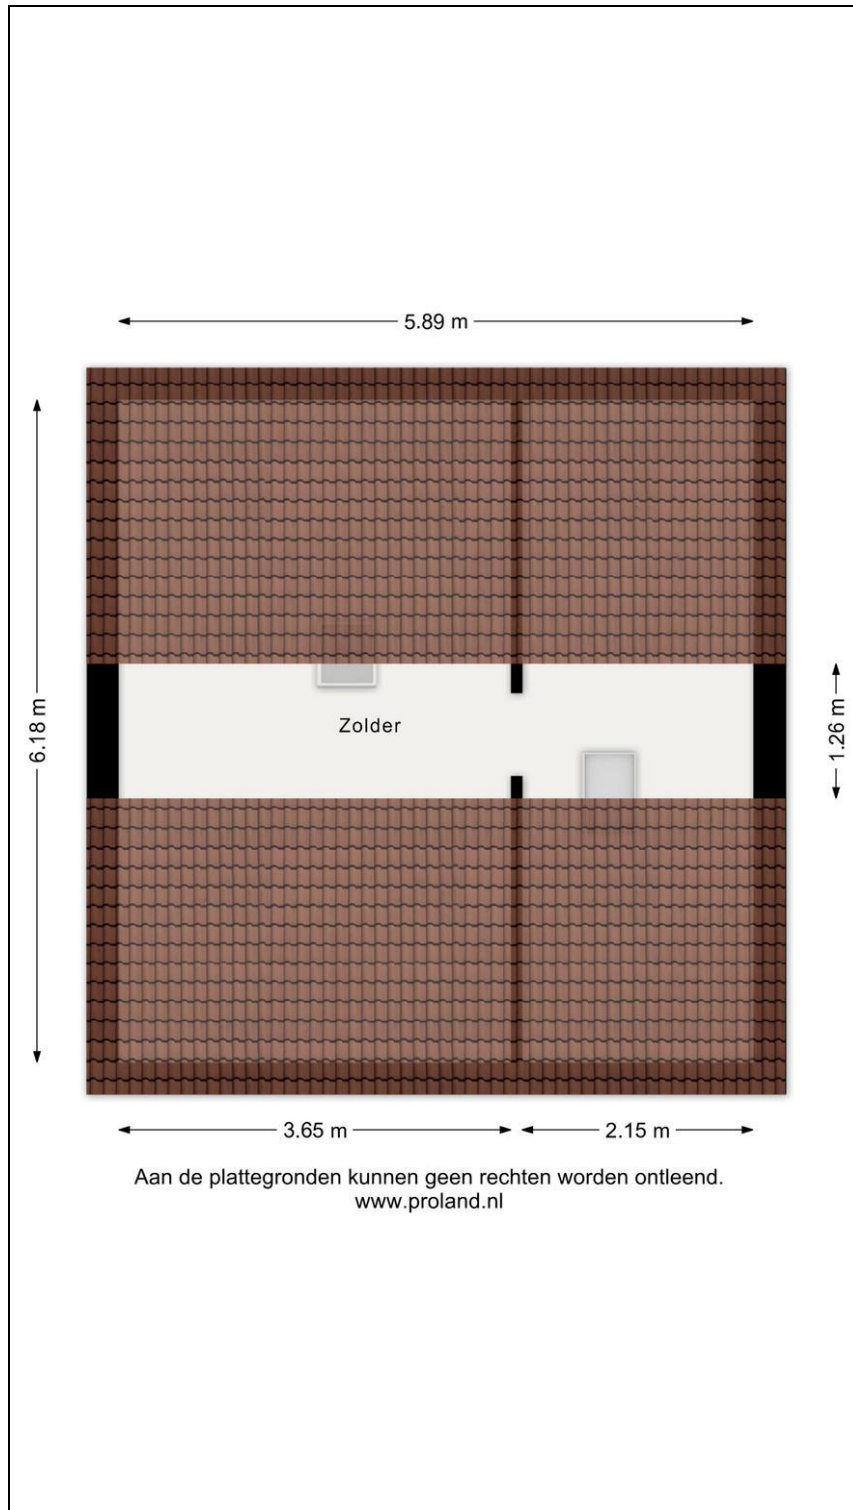 5.89 m
6.18 m
Zolder
1.26 m
3.65 m
2.15 m
Aan de plattegronden kunnen geen rechten worden ontleend.
www.proland.nl